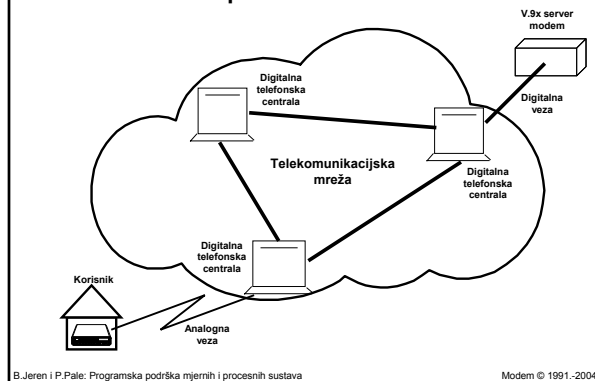 V.9x server
modem
Digitalna
telefonska
centrala
Digitalna
veza
Telekomunikacijska
mreža
Digitalna
telefonska
centrala
Digitalna
telefonska
centrala
Korisnik
Analogna
veza
B.Jeren i P.Pale: Programska podrška mjernih i procesnih sustava
Modem © 1991.-2004